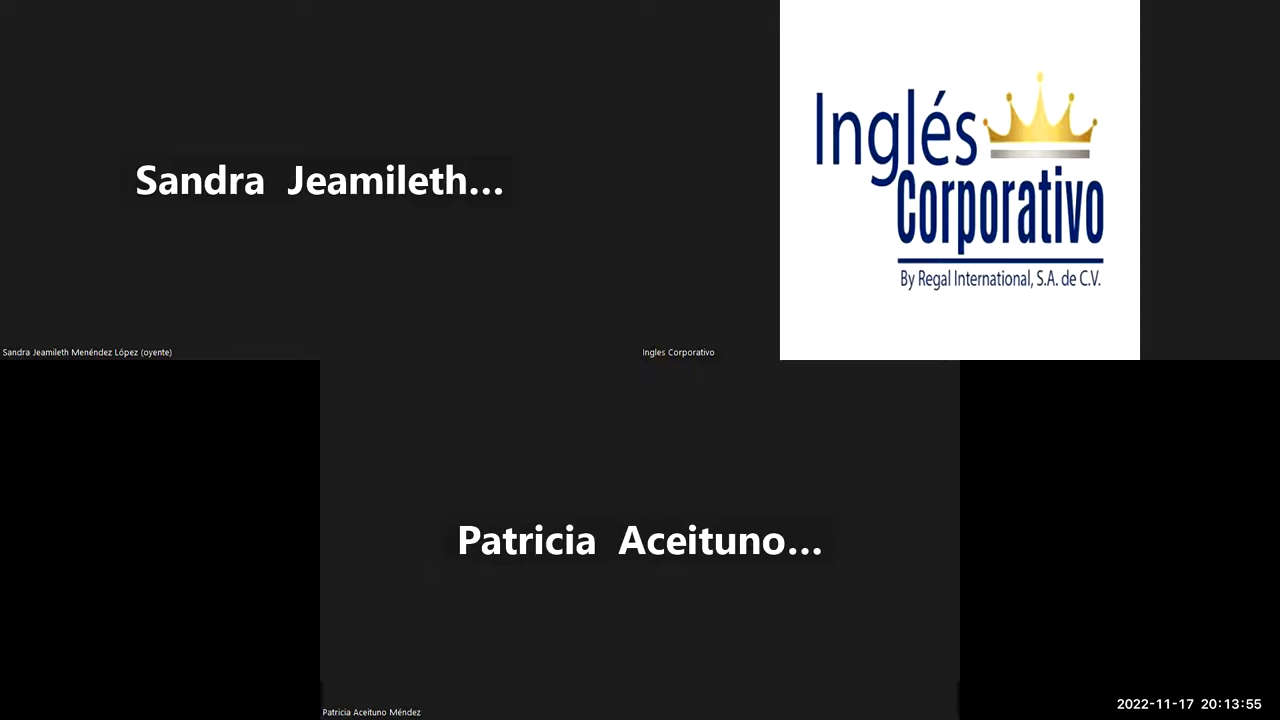 Sandra Jeamileth...
Inglés
Corporativo
By Regal International, S.A. de C.V.
Sandra Jeamileth Menéndez López (oyente)
Ingles Corporativo
Patricia Aceituno...
Patricia Aceituno Méndez
2022-11-17 20:13:55